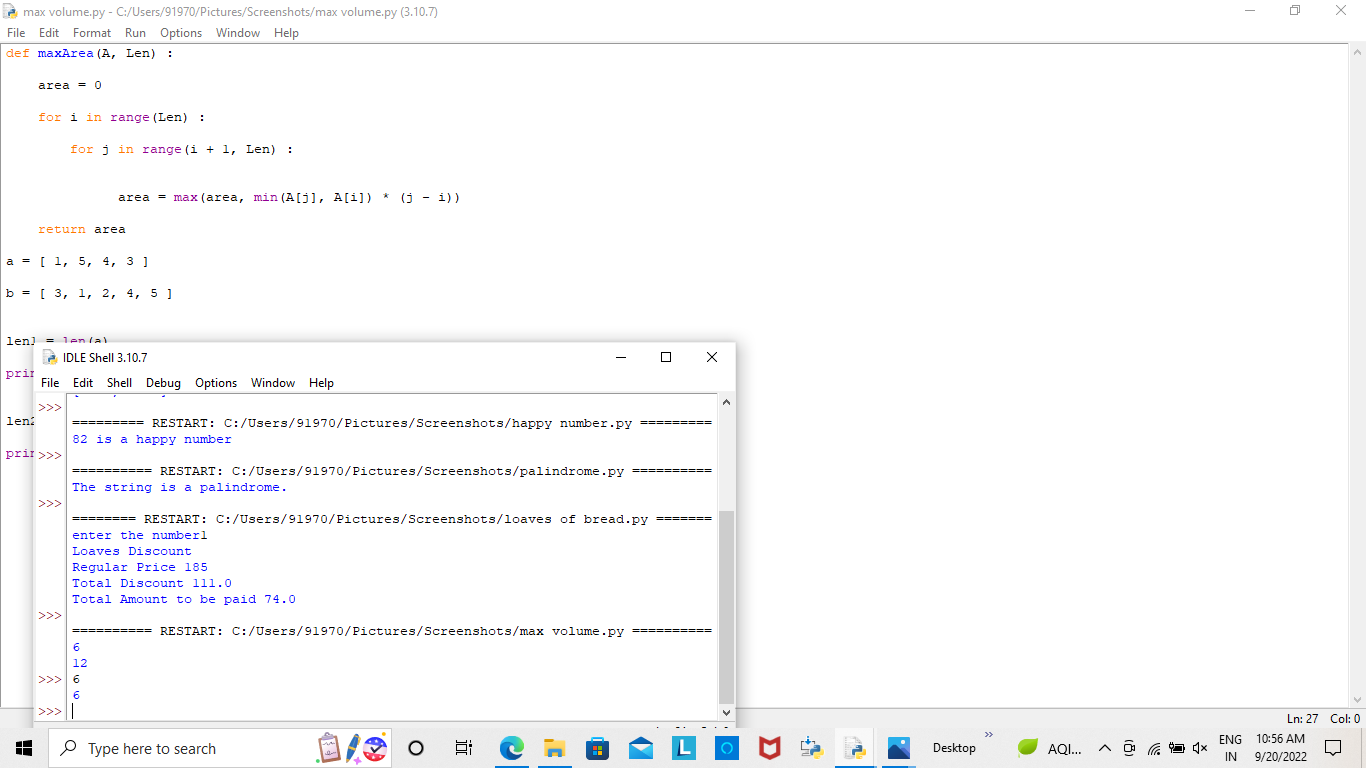 max volume.py - C:/Users/91970/Pictures/Screenshots/max volume.py (3.10.7)
File Edit Format Run Options Window Help
def maxArea(A, Len) :
area = 0
for i in range(Len) :
for j in range(i + 1, Len) :
area = max(area, min(A[j], A[i]) * (j - i))
return area
a = [ 1, 5, 4, 3 ]
b = [ 3, 1, 2, 4, 5 ]
len1 = len(a)
prin
len2
prin
IDLE Shell 3.10.7
File Edit Shell Debug Options Window Help
>>>
========= RESTART: C:/Users/91970/Pictures/Screenshots/happy number.py =========
82 is a happy number
>>>
========== RESTART: C:/Users/91970/Pictures/Screenshots/palindrome.py ==========
The string is a palindrome.
>>>
======== RESTART: C:/Users/91970/Pictures/Screenshots/loaves of bread.py =======
enter the number1
Loaves Discount
Regular Price 185
Total Discount 111.0
Total Amount to be paid 74.0
>>>
========== RESTART: C:/Users/91970/Pictures/Screenshots/max volume.py ==========
6
12
>>> 6
6
>>>
Ln: 27 Col: 0
Type here to search
L
Desktop
»
AQI...
ENG
IN
10:56 AM
9/20/2022